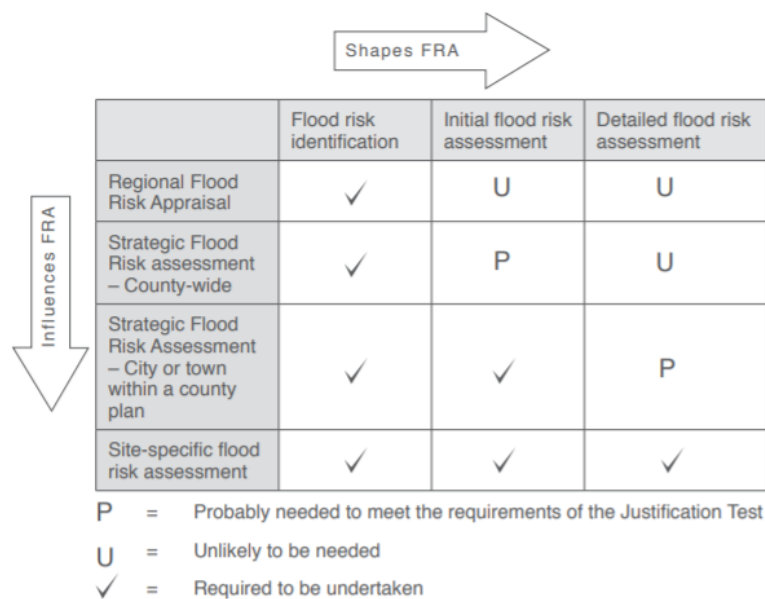 Shapes FRA
Flood risk
identification
Initial flood risk
assessment
Detailed flood risk
assessment
Influences FRA
Regional Flood
Risk Appraisal
✓
U
U
Strategic Flood
Risk assessment
– County-wide
✓
P
U
Strategic Flood
Risk Assessment
– City or town
within a county
plan
✓
✓
P
Site-specific flood
risk assessment
✓
✓
✓
P = Probably needed to meet the requirements of the Justification Test
U = Unlikely to be needed
✓ = Required to be undertaken